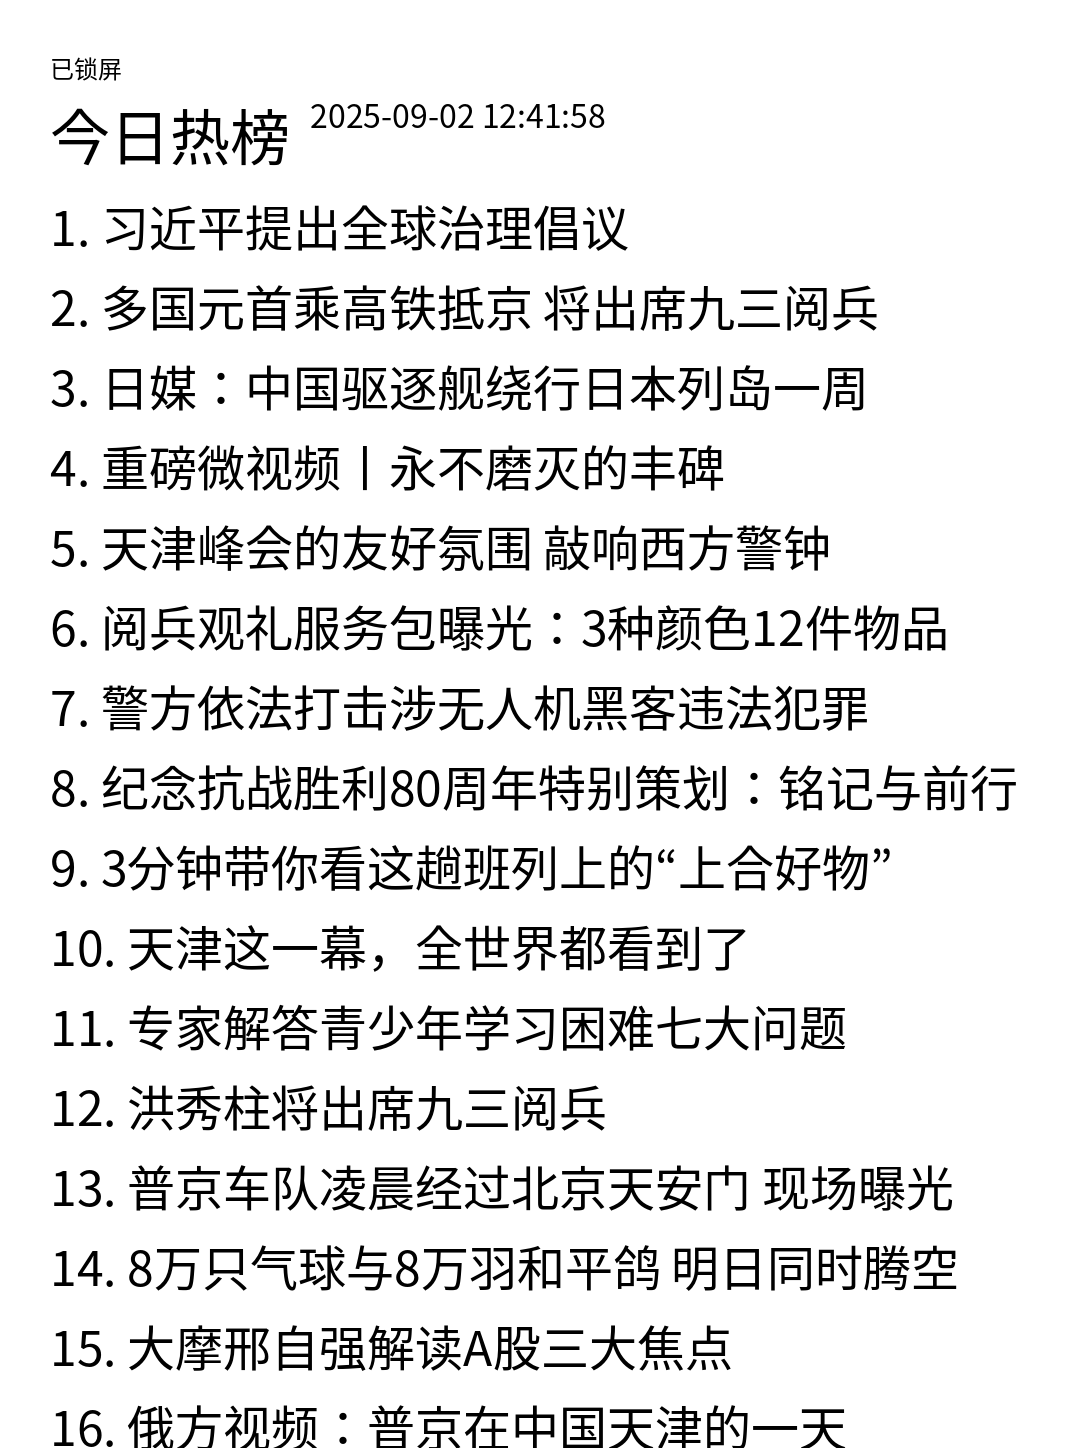 已锁屏
今日热榜 2025-09-02 12:41:58
1. 习近平提出全球治理倡议
2. 多国元首乘高铁抵京 将出席九三阅兵
3. 日媒：中国驱逐舰绕行日本列岛一周
4. 重磅微视频丨永不磨灭的丰碑
5. 天津峰会的友好氛围 敲响西方警钟
6. 阅兵观礼服务包曝光：3种颜色12件物品
7. 警方依法打击涉无人机黑客违法犯罪
8. 纪念抗战胜利80周年特别策划：铭记与前行
9. 3分钟带你看这趟班列上的“上合好物”
10. 天津这一幕，全世界都看到了
11. 专家解答青少年学习困难七大问题
12. 洪秀柱将出席九三阅兵
13. 普京车队凌晨经过北京天安门 现场曝光
14. 8万只气球与8万羽和平鸽 明日同时腾空
15. 大摩邢自强解读A股三大焦点
16. 俄方视频：普京在中国天津的一天